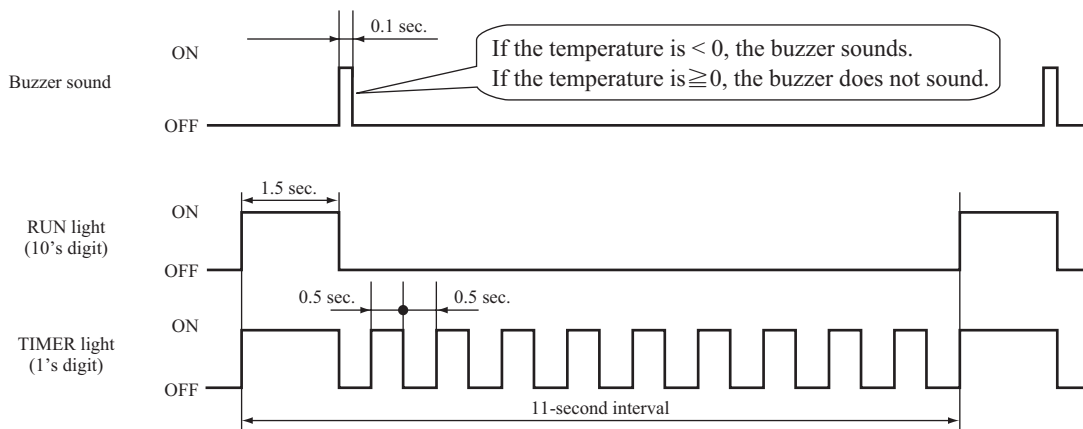 0.1 sec.
ON
If the temperature is < 0, the buzzer sounds.
If the temperature is≧0, the buzzer does not sound.
Buzzer sound
OFF
1.5 sec.
ON
RUN light
(10’s digit)
OFF
0.5 sec.
0.5 sec.
ON
TIMER light
(1’s digit)
OFF
11-second interval